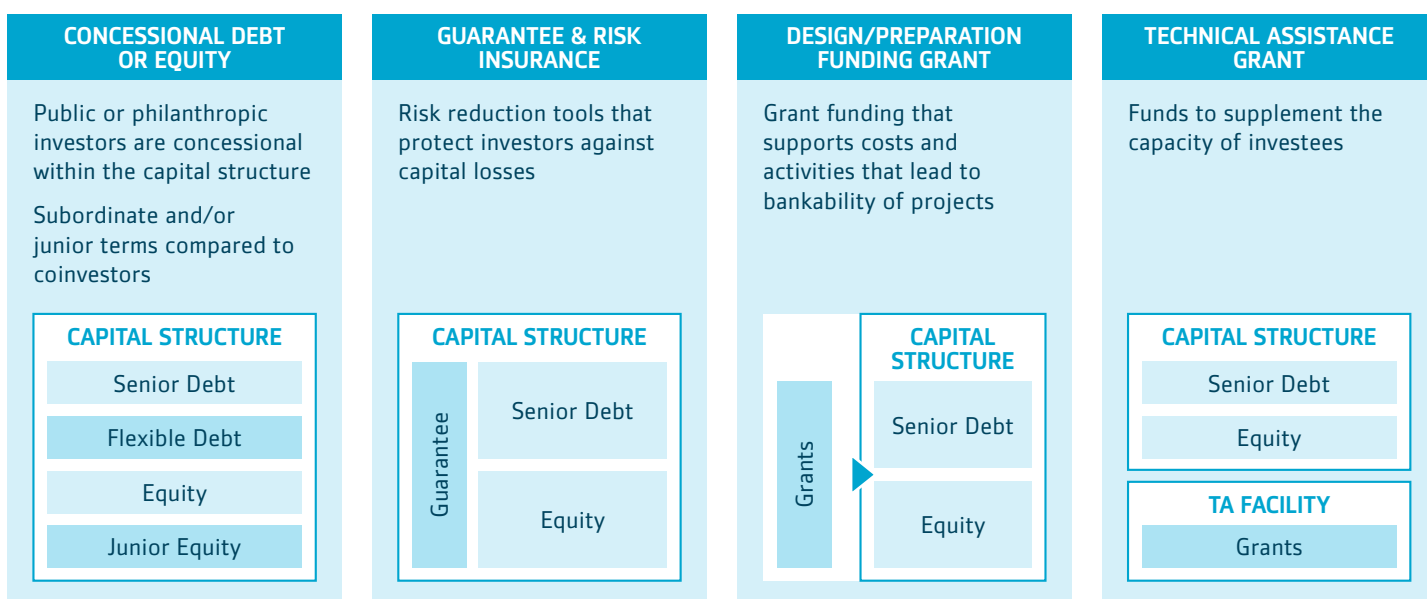 CONCESSIONAL DEBT
OR EQUITY
Public or philanthropic
investors are concessional
within the capital structure
Subordinate and/or
junior terms compared to
coinvestors
CAPITAL STRUCTURE
Senior Debt
Flexible Debt
Equity
Junior Equity
GUARANTEE & RISK
INSURANCE
Risk reduction tools that
protect investors against
capital losses
CAPITAL STRUCTURE
Guarantee
Senior Debt
Equity
DESIGN/PREPARATION
FUNDING GRANT
Grant funding that
supports costs and
activities that lead to
bankability of projects
Grants
CAPITAL
STRUCTURE
Senior Debt
Equity
TECHNICAL ASSISTANCE
GRANT
Funds to supplement the
capacity of investees
CAPITAL STRUCTURE
Senior Debt
Equity
TA FACILITY
Grants